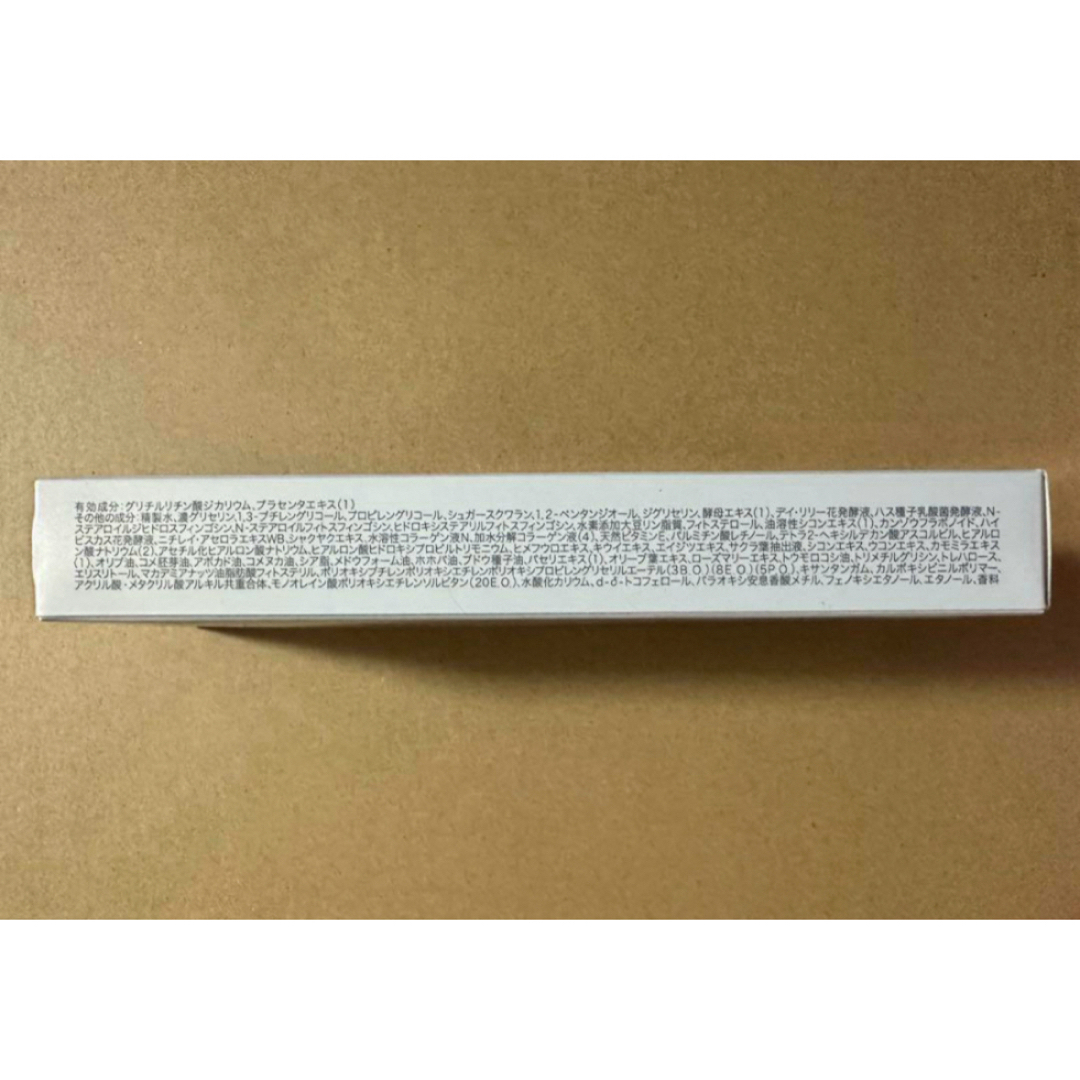 有効成分：グリチルリチン酸ジカリウム、プラセンタエキス(1)
その他の成分：精製水、濃グリセリン、1,3-ブチレングリコール、プロピレングリコール、シュガースクワラン、1,2-ペンタンジオール、ジグリセリン、酵母エキス(1)、デイ・リリー花発酵液、ハス種子乳酸菌発酵液、N-
ステアロイルジヒドロスフィンゴシン、N-ステアロイルフィトスフィンゴシン、ヒドロキシステアリルフィトスフィンゴシン、水素添加大豆リン脂質、フィトステロール、油溶性シコンエキス(1)、カンゾウフラボノイド、ハイ
ビスカス花発酵液、ニチレイ・アセロラエキスWB、シャクヤクエキス、水溶性コラーゲン液N、加水分解コラーゲン液(4)、天然ビタミンE、パルミチン酸レチノール、テトラ2-ヘキシルデカン酸アスコルビル、ヒアルロ
ン酸ナトリウム(2)、アセチル化ヒアルロン酸ナトリウム、ヒアルロン酸ヒドロキシプロピルトリモニウム、ヒメフウロエキス、キウイエキス、エイジツエキス、サクラ葉抽出液、シコンエキス、ウコンエキス、カモミラエキス
(1)、オリブ油、コメ胚芽油、アボカド油、コメヌカ油、シア脂、メドウフォーム油、ホホバ油、ブドウ種子油、パセリエキス(1)、オリーブ葉エキス、ローズマリーエキス、トウモロコシ油、トリメチルグリシン、トレハロース、
エリスリトール、マカデミアナッツ油脂肪酸フィトステリル、ポリオキシブチレンポリオキシエチレンポリオキシプロピレングリセリルエーテル(3B.O.)(8E.O.)(5P.O.)、キサンタンガム、カルボキシビニルポリマー、
アクリル酸・メタクリル酸アルキル共重合体、モノオレイン酸ポリオキシエチレンソルビタン(20E.O.)、水酸化カリウム、d-δ-トコフェロール、パラオキシ安息香酸メチル、フェノキシエタノール、エタノール、香料